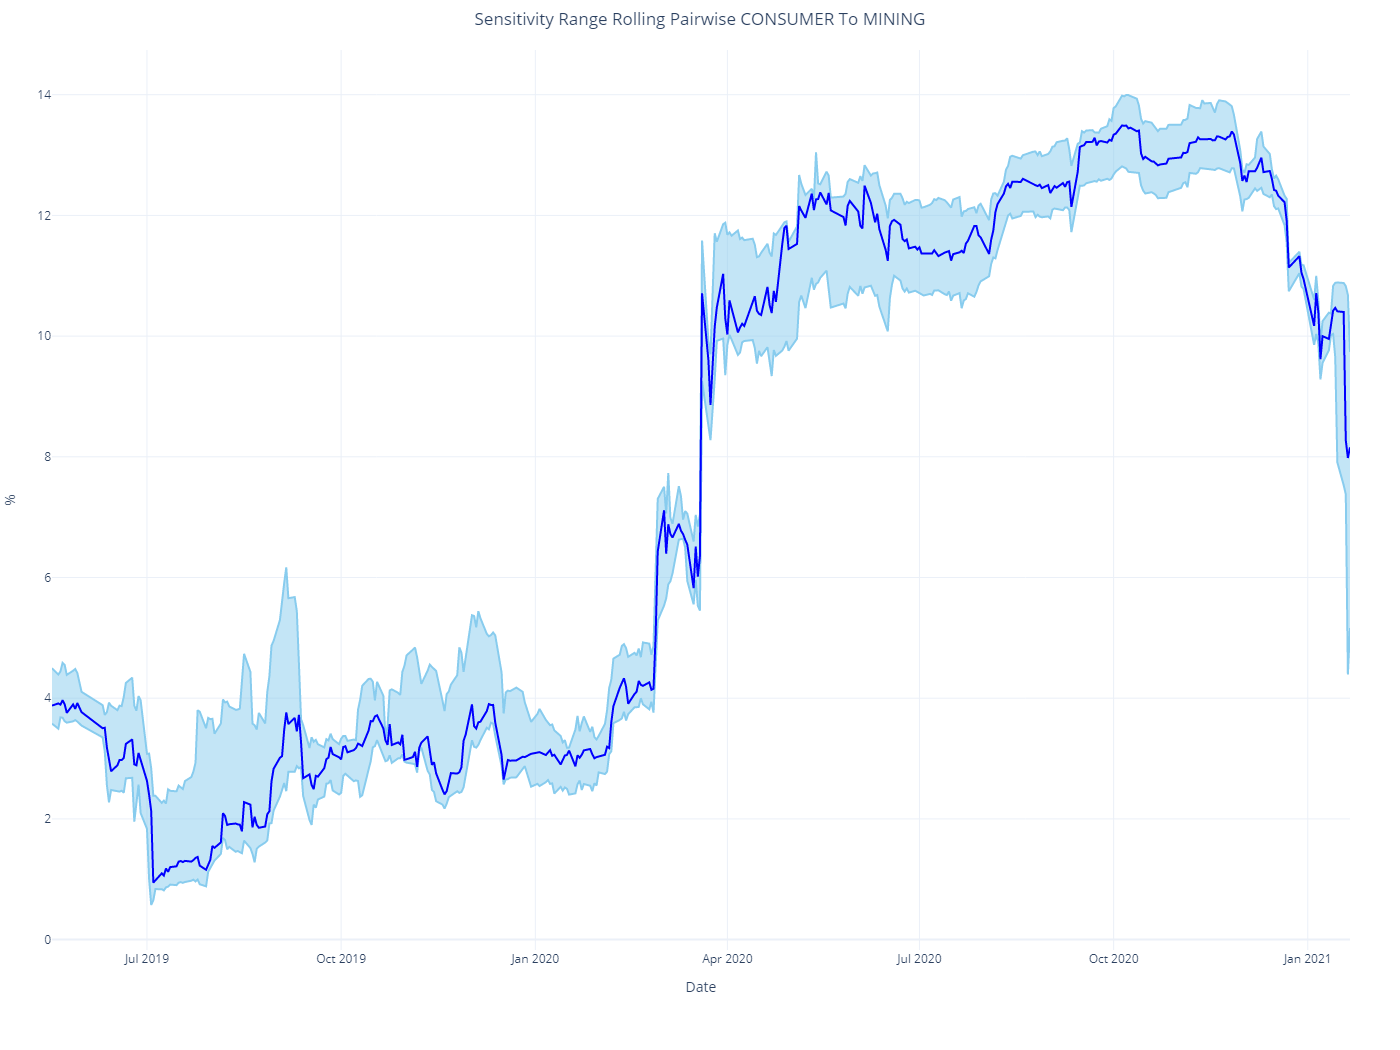 Sensitivity Range Rolling Pairwise CONSUMER To MINING
14
12
10
8
6
4
2
0
%
Jul 2019
Oct 2019
Jan 2020
Apr 2020
Jul 2020
Oct 2020
Jan 2021
Date